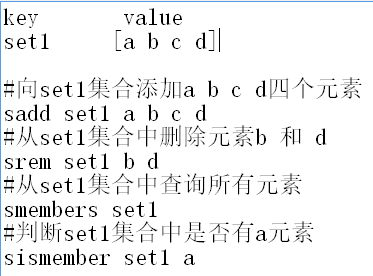 key value
set1 [a b c d]
#向set1集合添加a b c d四个元素
sadd set1 a b c d
#从set1集合中删除元素b 和 d
srem set1 b d
#从set1集合中查询所有元素
smembers set1
#判断set1集合中是否有a元素
sismember set1 a